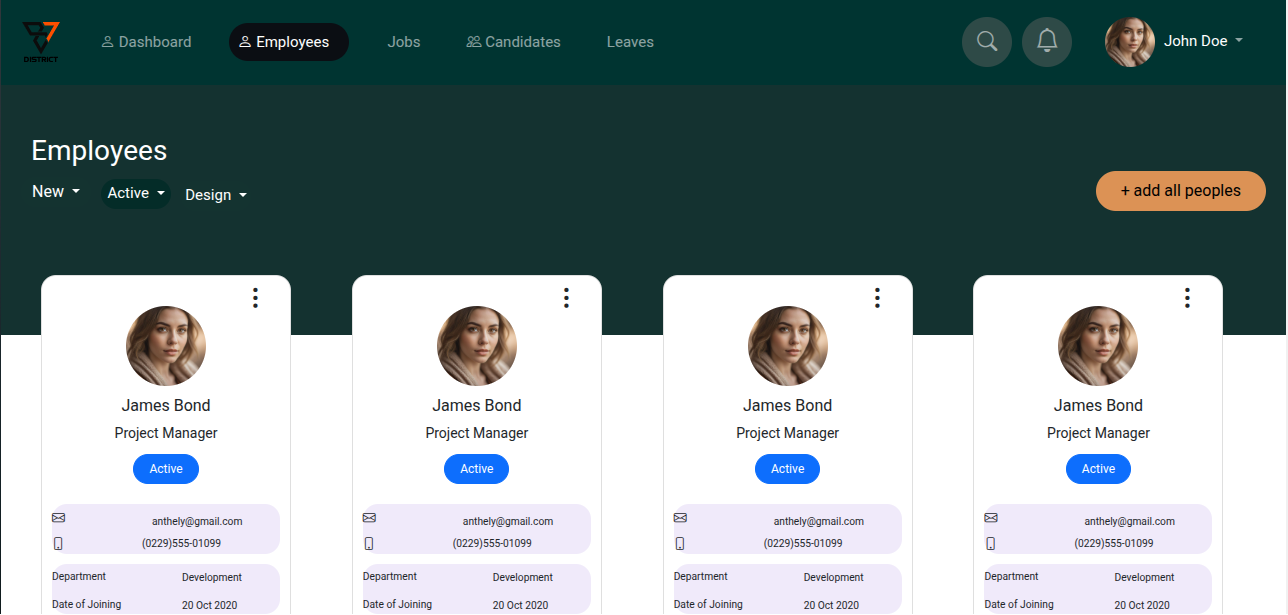 DISTRICT
Dashboard Employees Jobs Candidates Leaves John Doe
Employees
New Active Design + add all peoples
James Bond James Bond James Bond James Bond
Project Manager Project Manager Project Manager Project Manager
Active Active Active Active
anthely@gmail.com anthely@gmail.com anthely@gmail.com anthely@gmail.com
(0229)555-01099 (0229)555-01099 (0229)555-01099 (0229)555-01099
Department Development Department Development Department Development Department Development
Date of Joining 20 Oct 2020 Date of Joining 20 Oct 2020 Date of Joining 20 Oct 2020 Date of Joining 20 Oct 2020